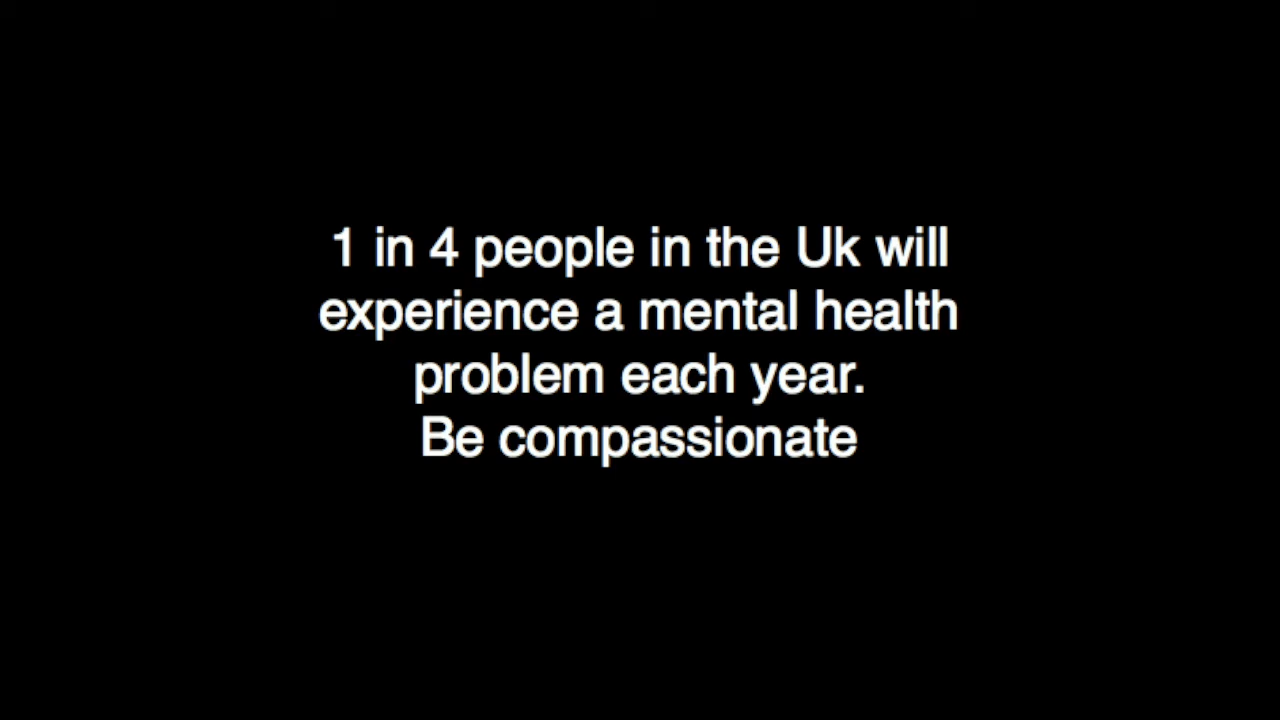 1 in 4 people in the Uk will
experience a mental health
problem each year.
Be compassionate